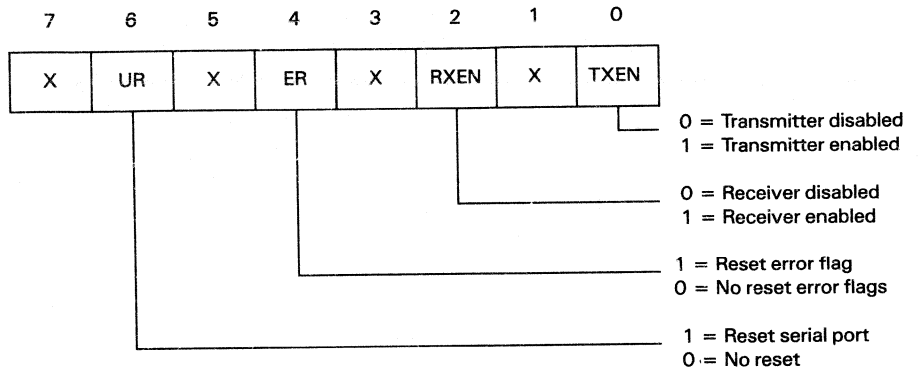 7 6 5 4 3 2 1 0
X UR X ER X RXEN X TXEN
0 = Transmitter disabled
1 = Transmitter enabled
0 = Receiver disabled
1 = Receiver enabled
1 = Reset error flag
0 = No reset error flags
1 = Reset serial port
0 = No reset